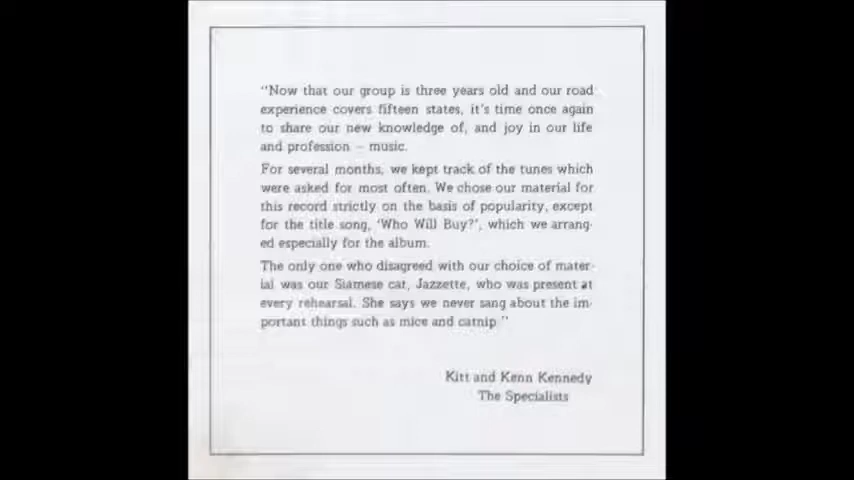 "Now that our group is three years old and our road
experience covers fifteen states, it's time once again
to share our new knowledge of, and joy in our life
and profession – music.
For several months, we kept track of the tunes which
were asked for most often. We chose our material for
this record strictly on the basis of popularity, except
for the title song, 'Who Will Buy?', which we arrang-
ed especially for the album.
The only one who disagreed with our choice of mater-
ial was our Siamese cat, Jazzette, who was present at
every rehearsal. She says we never sang about the im-
portant things such as mice and catnip."
Kitt and Kenn Kennedy
The Specialists